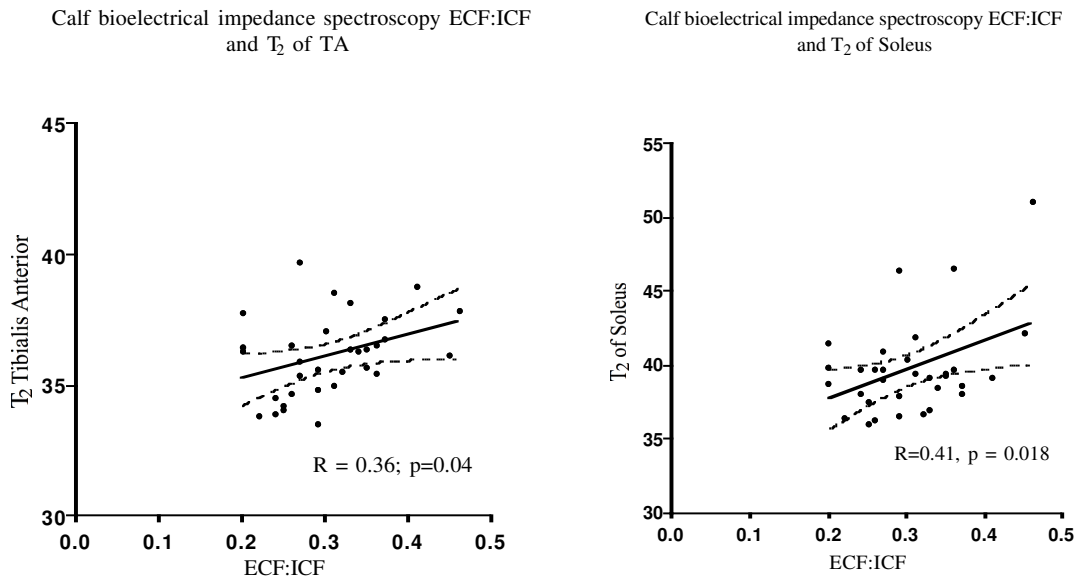 Calf bioelectrical impedance spectroscopy ECF:ICF
and T2 of TA
45
40
35
30
T2 Tibialis Anterior
R = 0.36; p=0.04
0.0 0.1 0.2 0.3 0.4 0.5
ECF:ICF
Calf bioelectrical impedance spectroscopy ECF:ICF
and T2 of Soleus
55
50
45
40
35
30
T2 of Soleus
R=0.41, p = 0.018
0.0 0.1 0.2 0.3 0.4 0.5
ECF:ICF